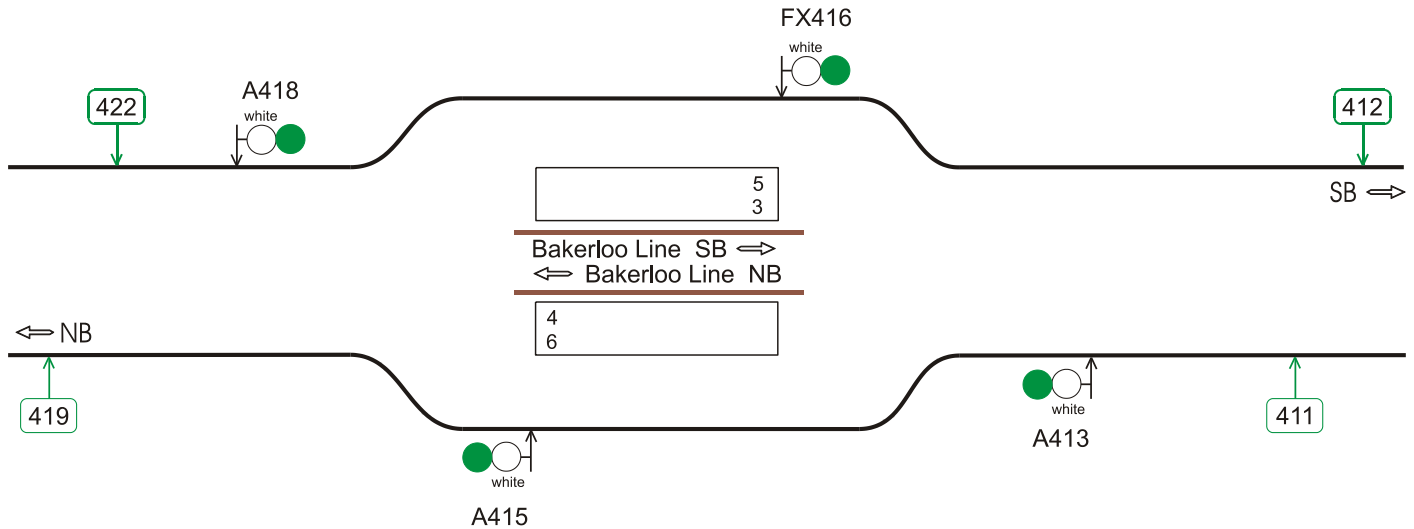 FX416
white
A418
white
422
412
5
3
SB
Bakerloo Line SB
Bakerloo Line NB
4
6
NB
419
white
A415
white
A413
411